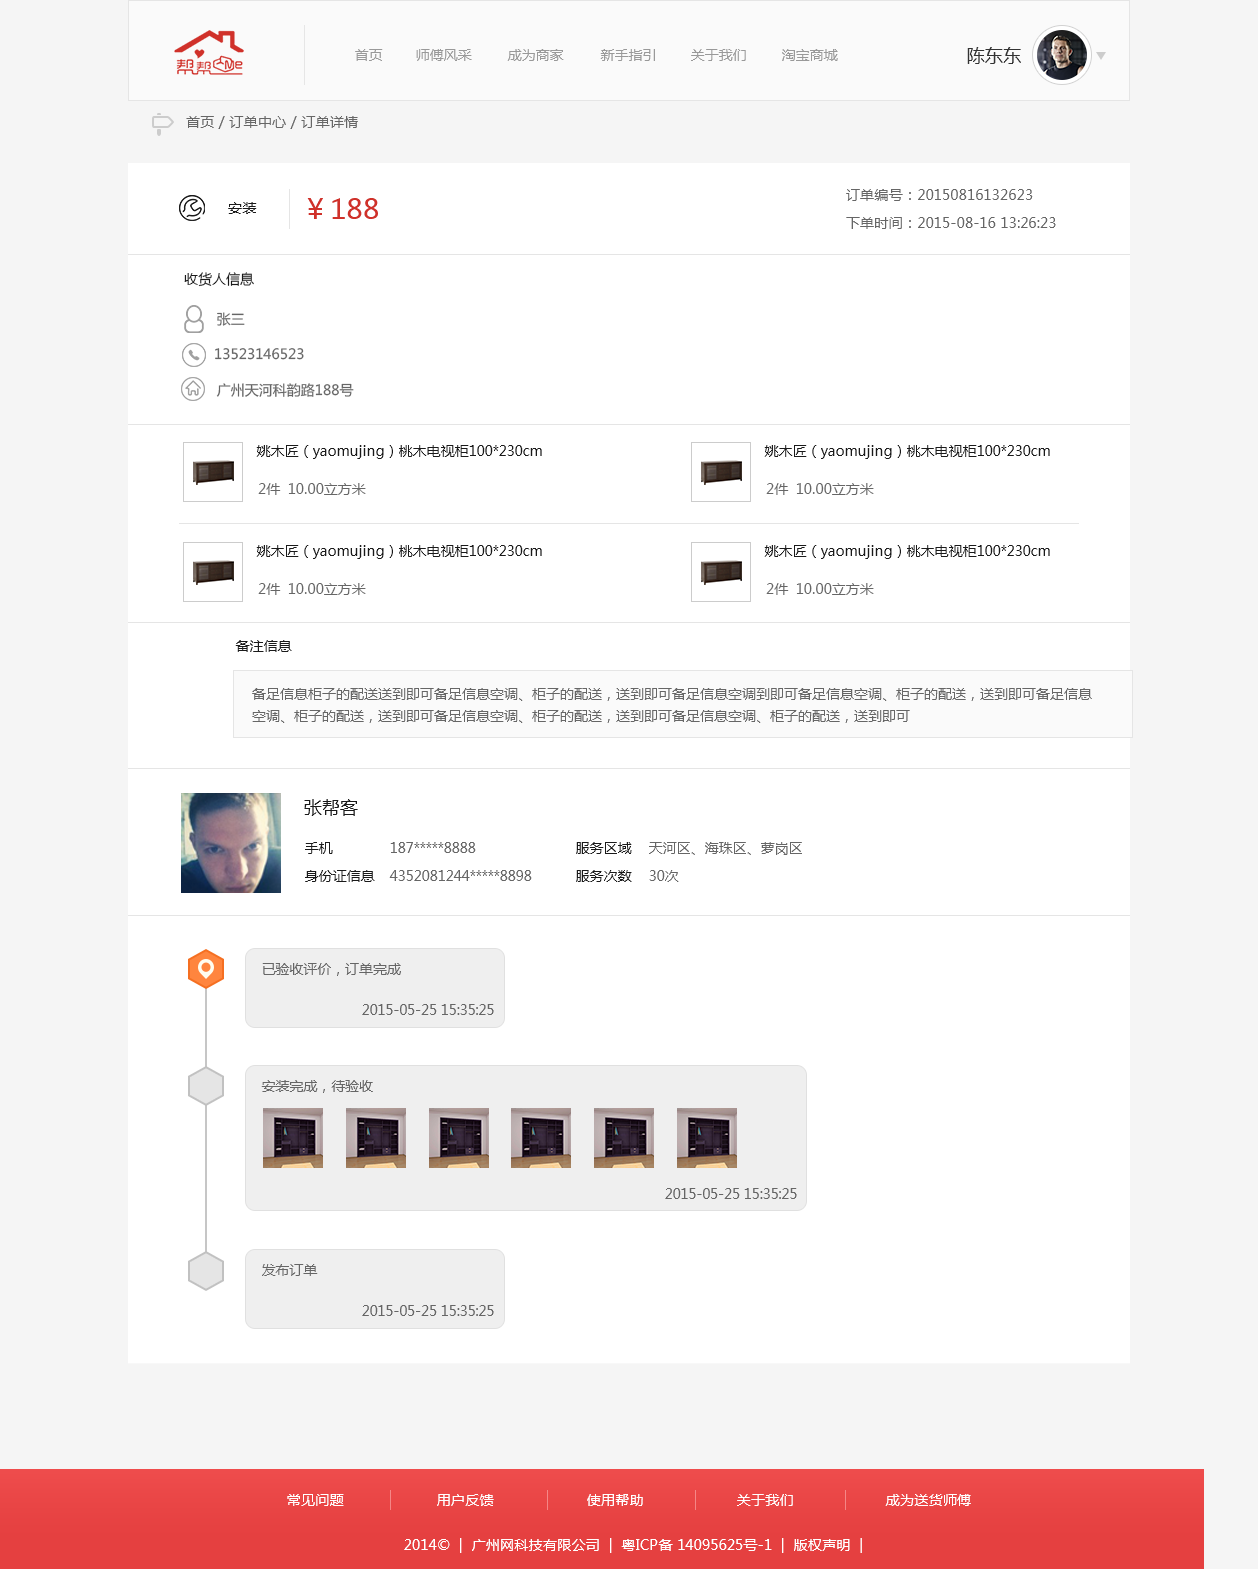 帮帮Me
首页 师傅风采 成为商家 新手指引 关于我们 淘宝商城 陈东东
首页 / 订单中心 / 订单详情
安装 ¥ 188
订单编号：20150816132623
下单时间：2015-08-16 13:26:23
收货人信息
张三
13523146523
广州天河科韵路188号
姚木匠（yaomujing）桃木电视柜100*230cm
2件 10.00立方米
姚木匠（yaomujing）桃木电视柜100*230cm
2件 10.00立方米
姚木匠（yaomujing）桃木电视柜100*230cm
2件 10.00立方米
姚木匠（yaomujing）桃木电视柜100*230cm
2件 10.00立方米
备注信息
备足信息柜子的配送送到即可备足信息空调、柜子的配送，送到即可备足信息空调到即可备足信息空调、柜子的配送，送到即可备足信息
空调、柜子的配送，送到即可备足信息空调、柜子的配送，送到即可备足信息空调、柜子的配送，送到即可
张帮客
手机 187*****8888 服务区域 天河区、海珠区、萝岗区
身份证信息 4352081244*****8898 服务次数 30次
已验收评价，订单完成
2015-05-25 15:35:25
安装完成，待验收
2015-05-25 15:35:25
发布订单
2015-05-25 15:35:25
常见问题 用户反馈 使用帮助 关于我们 成为送货师傅
2014© | 广州网科技有限公司 | 粤ICP备 14095625号-1 | 版权声明 |